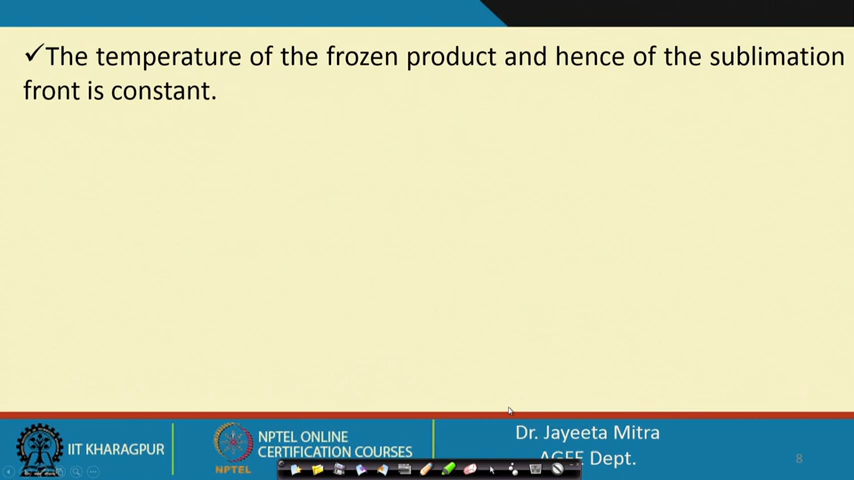 ✓The temperature of the frozen product and hence of the sublimation
front is constant.
IIT KHARAGPUR
NPTEL
NPTEL ONLINE
CERTIFICATION COURSES
Dr. Jayeeta Mitra
AGFE Dept.
8